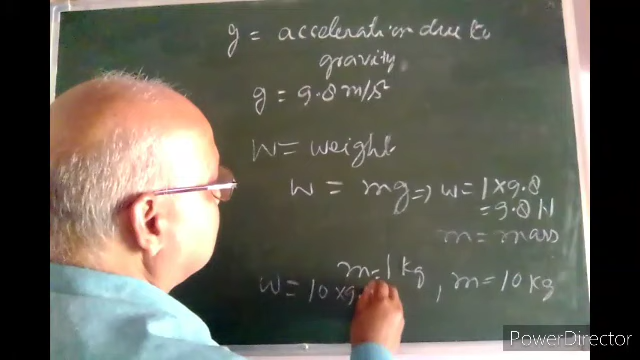 g = acceleration due to
gravity.
g = 9.8 m/s²
W = weight
W = mg => W = 1 x 9.8
= 9.8 N
m = mass
m = 1 kg, m = 10 kg
W = 10 x 9.
PowerDirector